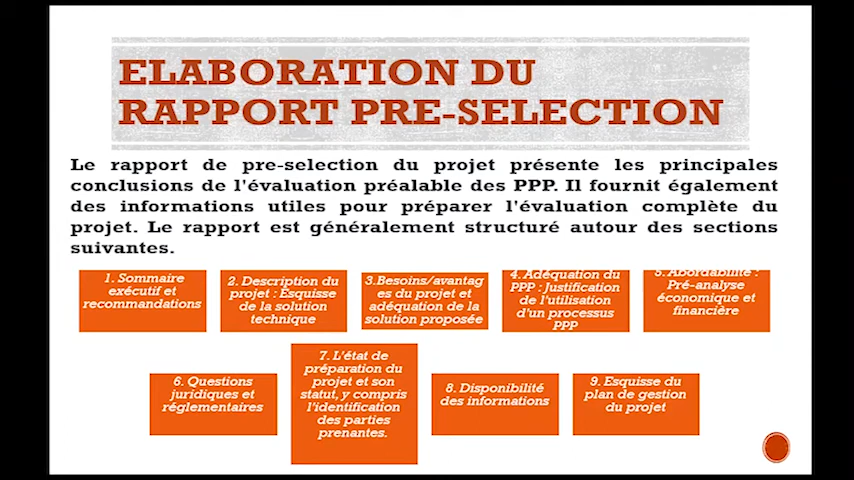 ELABORATION DU
RAPPORT PRE-SELECTION
Le rapport de pre-selection du projet présente les principales
conclusions de l'évaluation préalable des PPP. Il fournit également
des informations utiles pour préparer l'évaluation complète du
projet. Le rapport est généralement structuré autour des sections
suivantes.
1. Sommaire
exécutif et
recommandations
2. Description du
projet : Esquisse
de la solution
technique
3.Besoins/avantag
es du projet et
adéquation de la
solution proposée
4. Adéquation du
PPP : Justification
de l'utilisation
d'un processus
PPP
5. Abordabilité :
Pré-analyse
économique et
financière
6. Questions
juridiques et
réglementaires
7. L'état de
préparation du
projet et son
statut, y compris
l'identification
des parties
prenantes.
8. Disponibilité
des informations
9. Esquisse du
plan de gestion
du projet